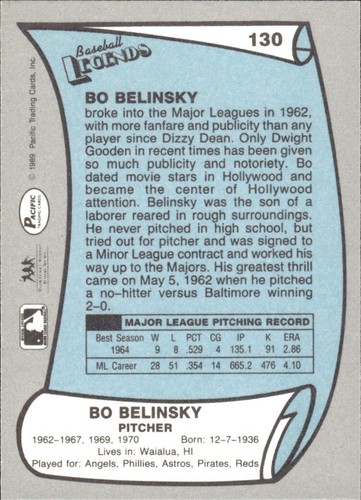 130
Baseball
LEGENDS
BO BELINSKY
broke into the Major Leagues in 1962,
with more fanfare and publicity than any
player since Dizzy Dean. Only Dwight
Gooden in recent times has been given
so much publicity and notoriety. Bo
dated movie stars in Hollywood and
became the center of Hollywood
attention. Belinsky was the son of a
laborer reared in rough surroundings.
He never pitched in high school, but
tried out for pitcher and was signed to
a Minor League contract and worked his
way up to the Majors. His greatest thrill
came on May 5, 1962 when he pitched
a no-hitter versus Baltimore winning
2-0.
MAJOR LEAGUE PITCHING RECORD
Best Season W L PCT CG IP K ERA
1964 9 8 .529 4 135.1 91 2.86
ML Career 28 51 .354 14 665.2 476 4.10
BO BELINSKY
PITCHER
1962-1967, 1969, 1970 Born: 12-7-1936
Lives in: Waialua, HI
Played for: Angels, Phillies, Astros, Pirates, Reds
© 1989 Pacific Trading Cards, Inc.
PACIFIC
TRADING CARDS